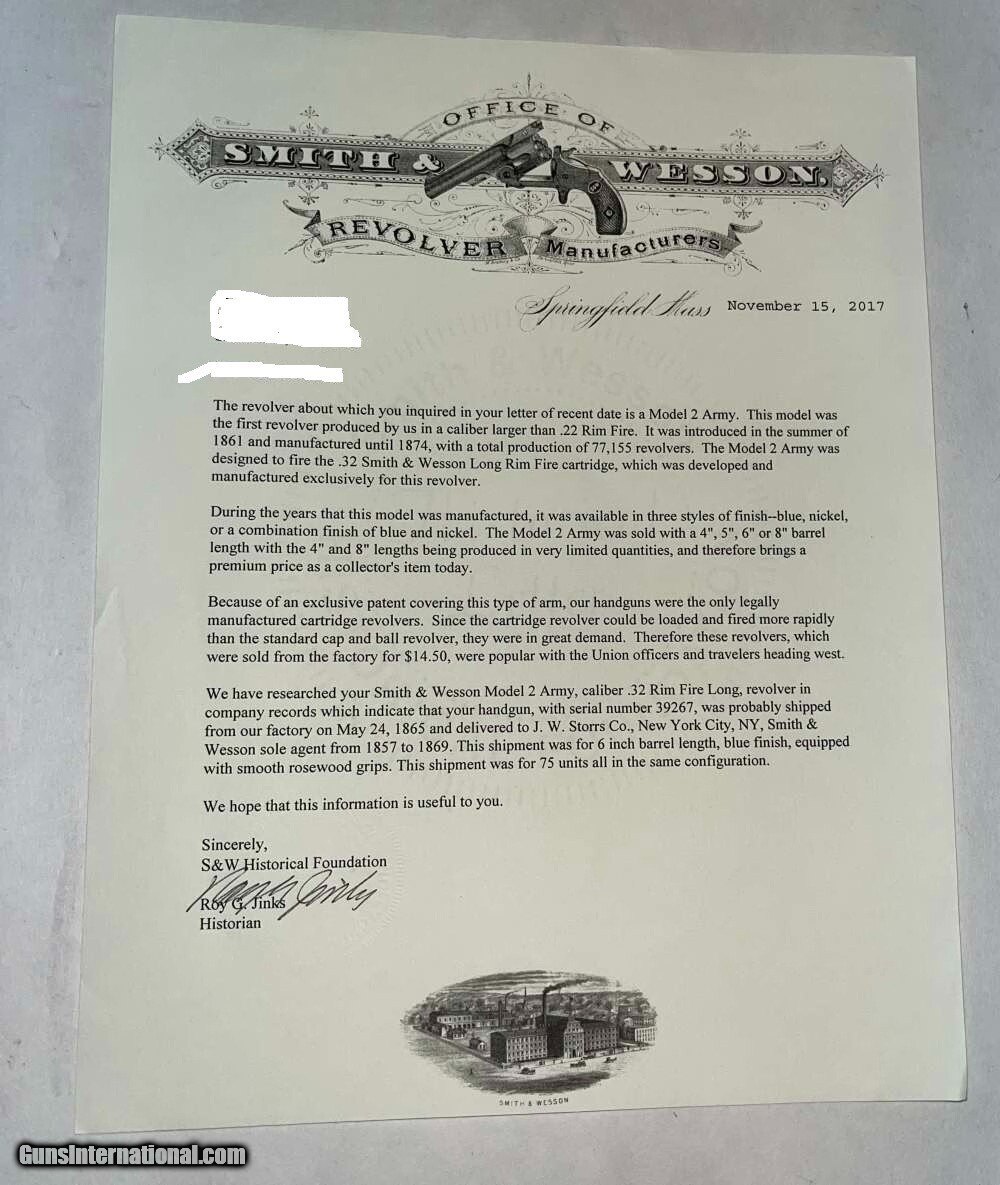 OFFICE OF
SMITH & WESSON.
REVOLVER Manufacturers
Springfield Mass November 15, 2017
The revolver about which you inquired in your letter of recent date is a Model 2 Army. This model was
the first revolver produced by us in a caliber larger than .22 Rim Fire. It was introduced in the summer of
1861 and manufactured until 1874, with a total production of 77,155 revolvers. The Model 2 Army was
designed to fire the .32 Smith & Wesson Long Rim Fire cartridge, which was developed and
manufactured exclusively for this revolver.
During the years that this model was manufactured, it was available in three styles of finish--blue, nickel,
or a combination finish of blue and nickel. The Model 2 Army was sold with a 4", 5", 6" or 8" barrel
length with the 4" and 8" lengths being produced in very limited quantities, and therefore brings a
premium price as a collector's item today.
Because of an exclusive patent covering this type of arm, our handguns were the only legally
manufactured cartridge revolvers. Since the cartridge revolver could be loaded and fired more rapidly
than the standard cap and ball revolver, they were in great demand. Therefore these revolvers, which
were sold from the factory for $14.50, were popular with the Union officers and travelers heading west.
We have researched your Smith & Wesson Model 2 Army, caliber .32 Rim Fire Long, revolver in
company records which indicate that your handgun, with serial number 39267, was probably shipped
from our factory on May 24, 1865 and delivered to J. W. Storrs Co., New York City, NY, Smith &
Wesson sole agent from 1857 to 1869. This shipment was for 6 inch barrel length, blue finish, equipped
with smooth rosewood grips. This shipment was for 75 units all in the same configuration.
We hope that this information is useful to you.
Sincerely,
S&W Historical Foundation
Roy G. Jinks
Historian
SMITH & WESSON
GunsInternational.com